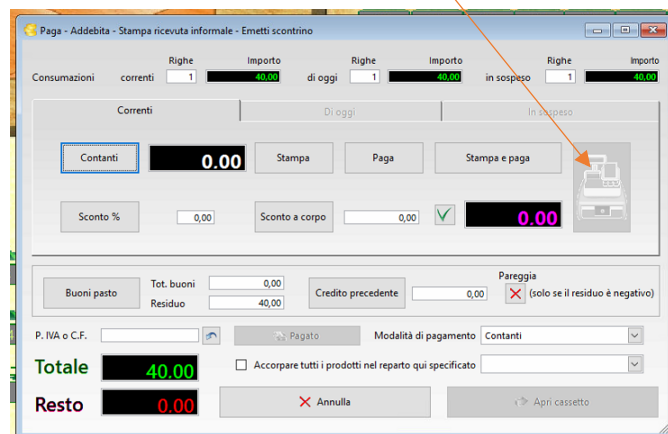 Paga - Addebita - Stampa ricevuta informale - Emetti scontrino
Righe Importo Righe Importo Righe Importo
Consumazioni correnti 1 40,00 di oggi 1 40,00 in sospeso 1 40,00
Correnti Di oggi In sospeso
Contanti 0.00 Stampa Paga Stampa e paga
Sconto % 0,00 Sconto a corpo 0,00 0.00
Pareggia
Buoni pasto Tot. buoni 0,00 Credito precedente 0,00 (solo se il residuo è negativo)
Residuo 40,00
P. IVA o C.F. Pagato Modalità di pagamento Contanti
Totale 40.00 Accorpare tutti i prodotti nel reparto qui specificato
Resto 0.00 Annulla Apri cassetto